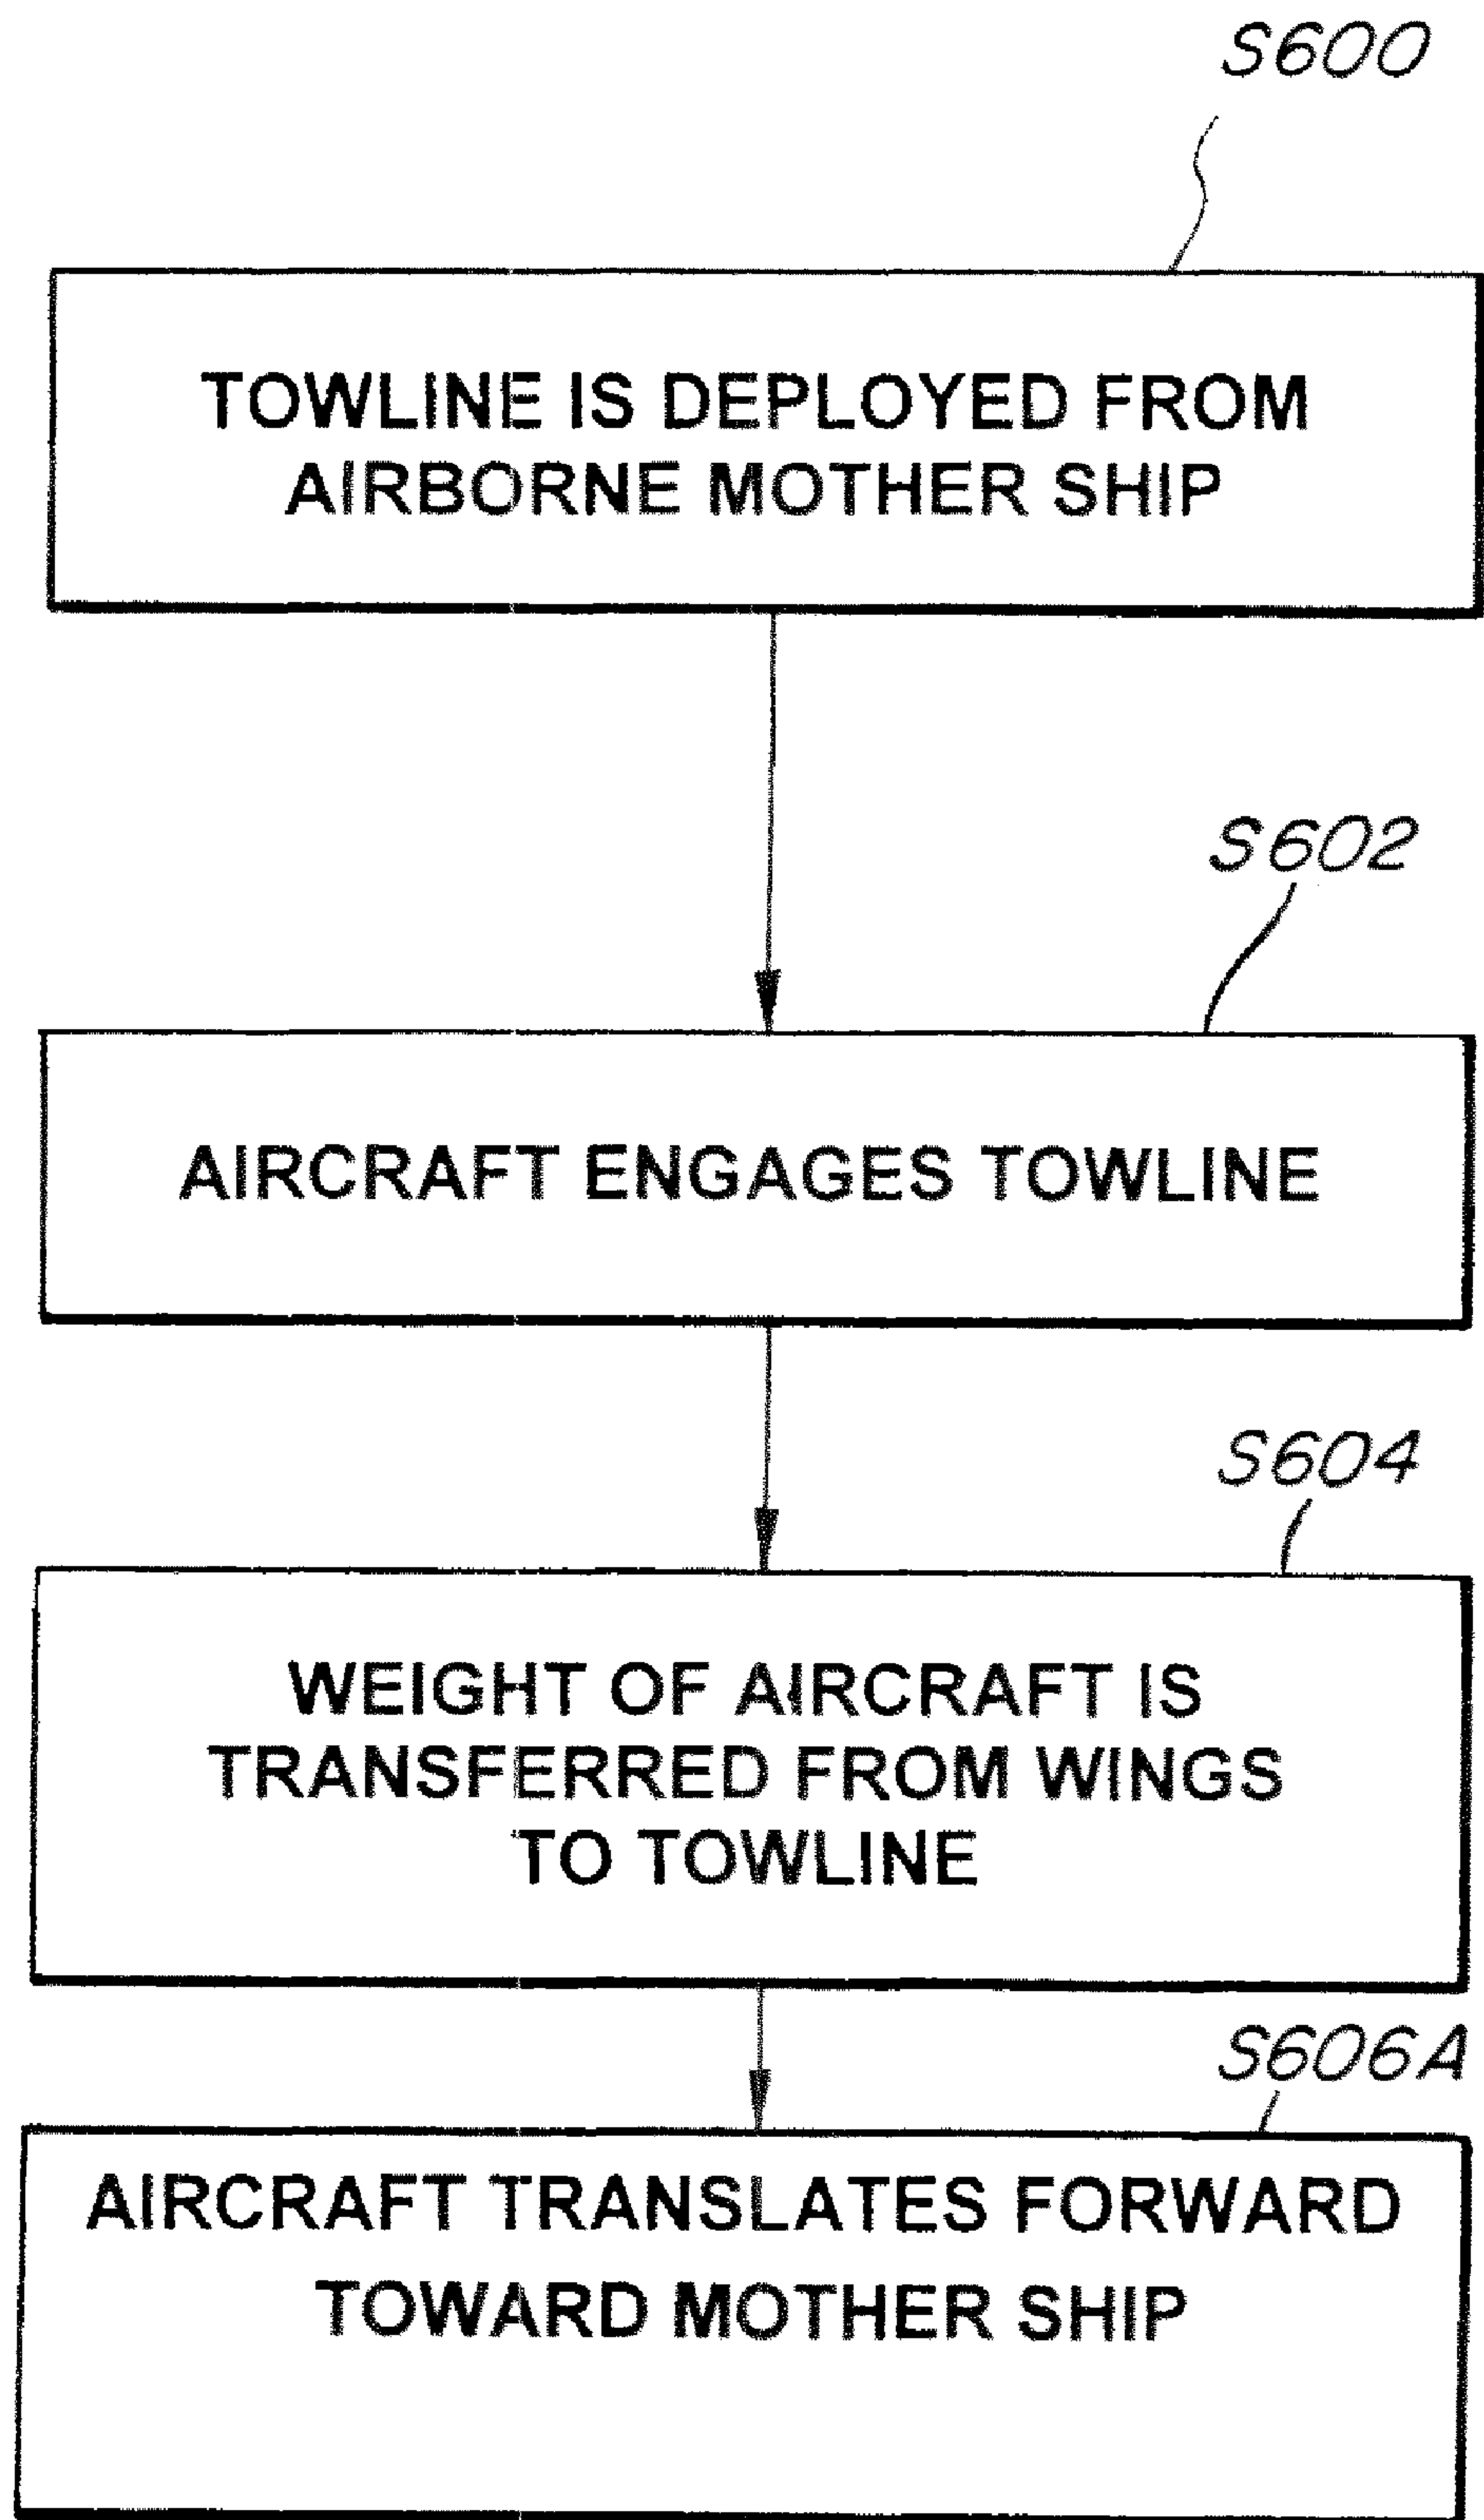 S600
TOWLINE IS DEPLOYED FROM
AIRBORNE MOTHER SHIP
S602
AIRCRAFT ENGAGES TOWLINE
S604
WEIGHT OF AIRCRAFT IS
TRANSFERRED FROM WINGS
TO TOWLINE
S606A
AIRCRAFT TRANSLATES FORWARD
TOWARD MOTHER SHIP